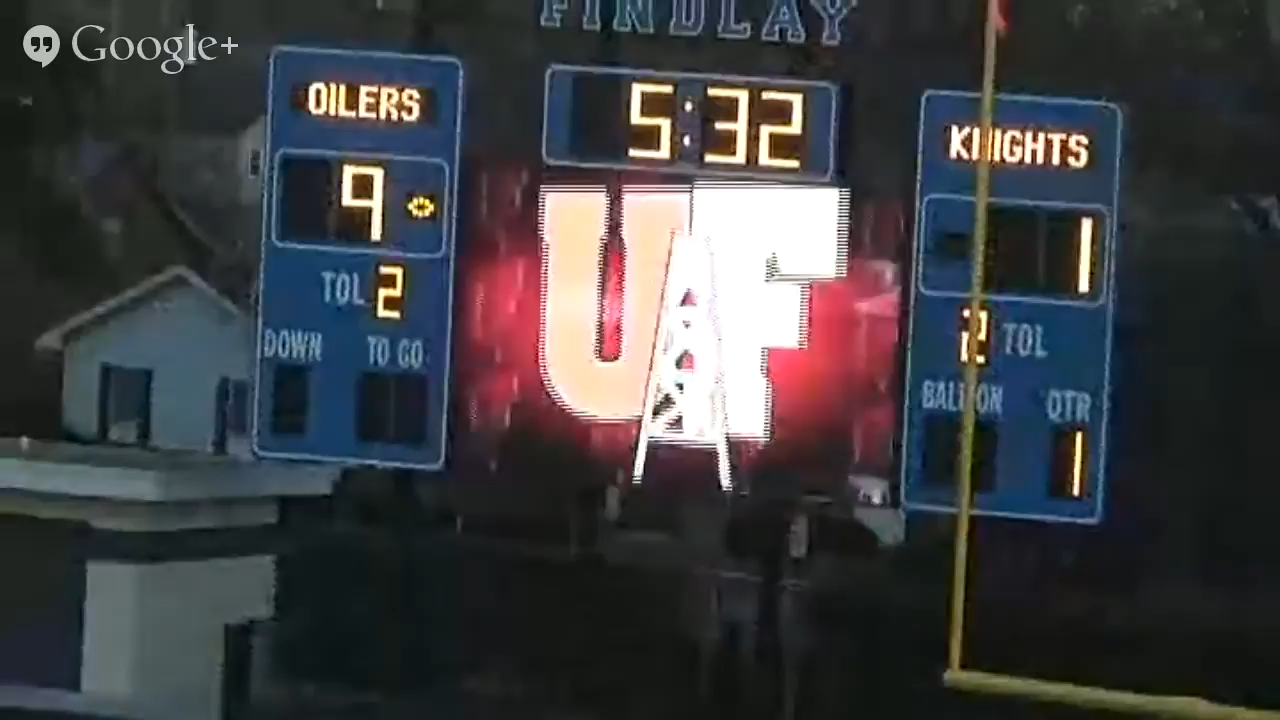 Google+
FINDLAY
OILERS
5:32
KNIGHTS
9
1
TOL 2
2 TOL
DOWN TO GO
BALL ON QTR
1
UF